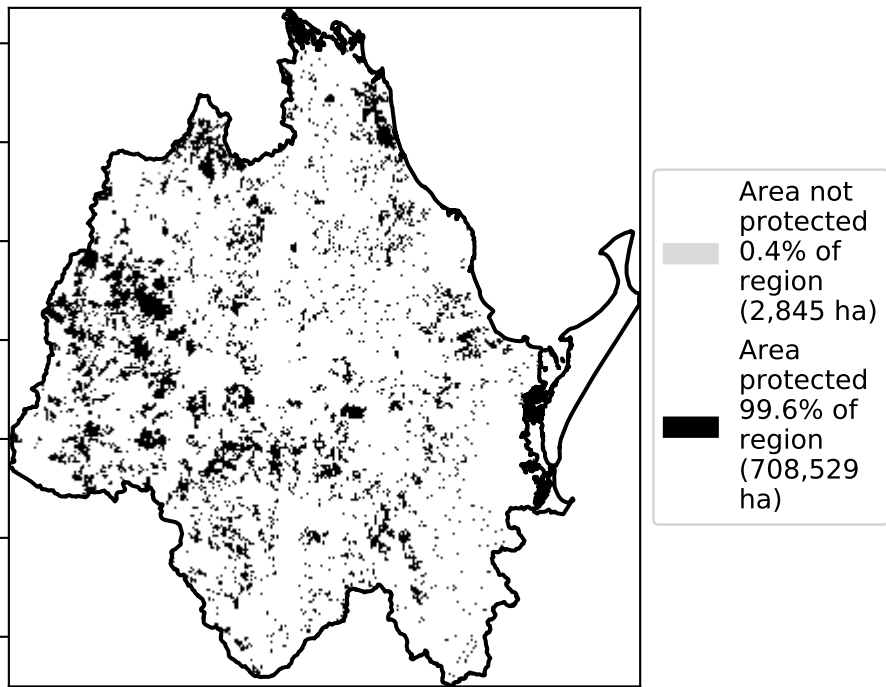 Area not
protected
0.4% of
region
(2,845 ha)
Area
protected
99.6% of
region
(708,529
ha)